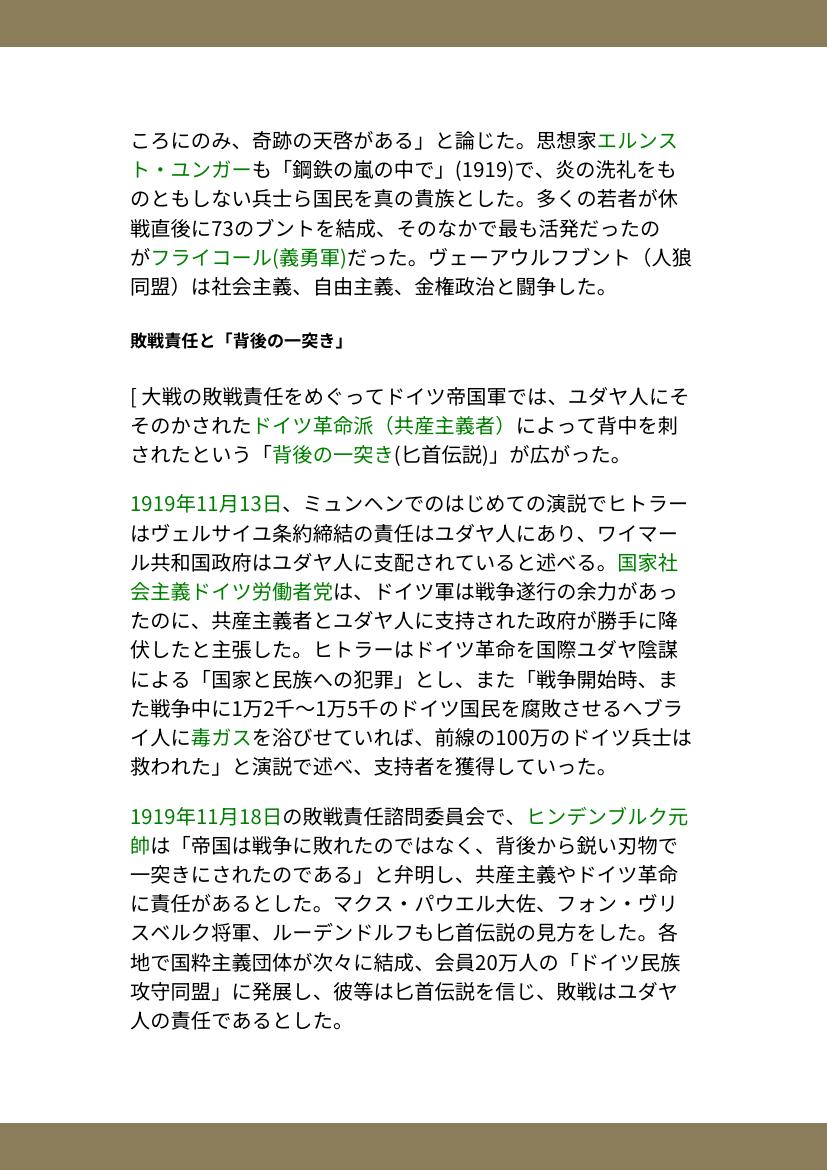 ころにのみ、奇跡の天啓がある」と論じた。思想家エルンス
ト・ユンガーも「鋼鉄の嵐の中で」(1919)で、炎の洗礼をも
のともしない兵士ら国民を真の貴族とした。多くの若者が休
戦直後に73のブントを結成、そのなかで最も活発だったの
がフライコール(義勇軍)だった。ヴェーアウルフブント（人狼
同盟）は社会主義、自由主義、金権政治と闘争した。
敗戦責任と「背後の一突き」
[ 大戦の敗戦責任をめぐってドイツ帝国軍では、ユダヤ人にそ
そのかされたドイツ革命派（共産主義者）によって背中を刺
されたという「背後の一突き(匕首伝説)」が広がった。
1919年11月13日、ミュンヘンでのはじめての演説でヒトラー
はヴェルサイユ条約締結の責任はユダヤ人にあり、ワイマー
ル共和国政府はユダヤ人に支配されていると述べる。国家社
会主義ドイツ労働者党は、ドイツ軍は戦争遂行の余力があっ
たのに、共産主義者とユダヤ人に支持された政府が勝手に降
伏したと主張した。ヒトラーはドイツ革命を国際ユダヤ陰謀
による「国家と民族への犯罪」とし、また「戦争開始時、ま
た戦争中に1万2千〜1万5千のドイツ国民を腐敗させるヘブラ
イ人に毒ガスを浴びせていれば、前線の100万のドイツ兵士は
救われた」と演説で述べ、支持者を獲得していった。
1919年11月18日の敗戦責任諮問委員会で、ヒンデンブルク元
帥は「帝国は戦争に敗れたのではなく、背後から鋭い刃物で
一突きにされたのである」と弁明し、共産主義やドイツ革命
に責任があるとした。マクス・パウエル大佐、フォン・ヴリ
スベルク将軍、ルーデンドルフも匕首伝説の見方をした。各
地で国粋主義団体が次々に結成、会員20万人の「ドイツ民族
攻守同盟」に発展し、彼等は匕首伝説を信じ、敗戦はユダヤ
人の責任であるとした。